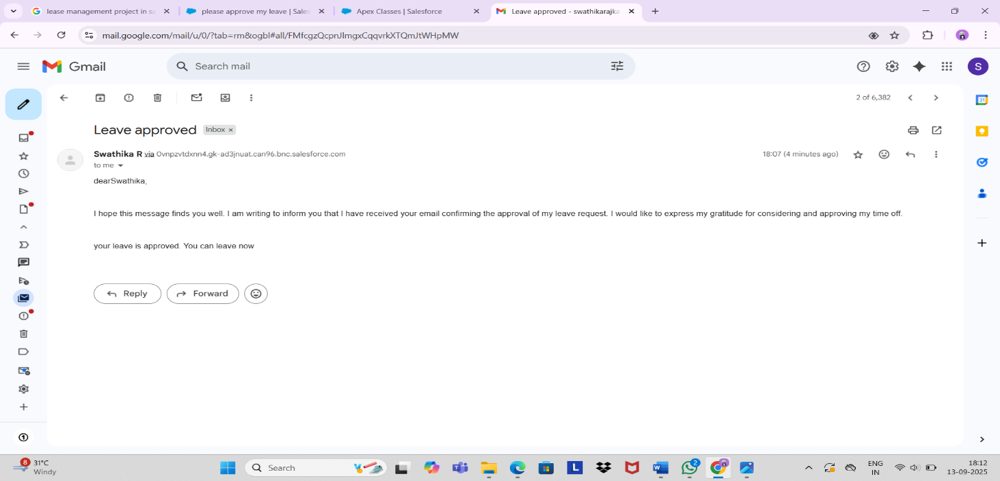 lease management project in sa
please approve my leave | Sales
Apex Classes | Salesforce
Leave approved - swathikarajka
mail.google.com/mail/u/0/?tab=rm&ogbl#all/FMfcgzQcpnJlmgxCqqvrkXTQmJtWHpMW
Gmail
Search mail
S
2 of 6,382
31
Leave approved Inbox ×
Swathika R via 0vnpzvtdxnn4.gk-ad3jnuat.can96.bnc.salesforce.com 18:07 (4 minutes ago)
to me
dearSwathika,
I hope this message finds you well. I am writing to inform you that I have received your email confirming the approval of my leave request. I would like to express my gratitude for considering and approving my time off.
your leave is approved. You can leave now
Reply Forward
8 31°C
Windy
Search
L
W
2
ENG
IN
18:12
13-09-2025